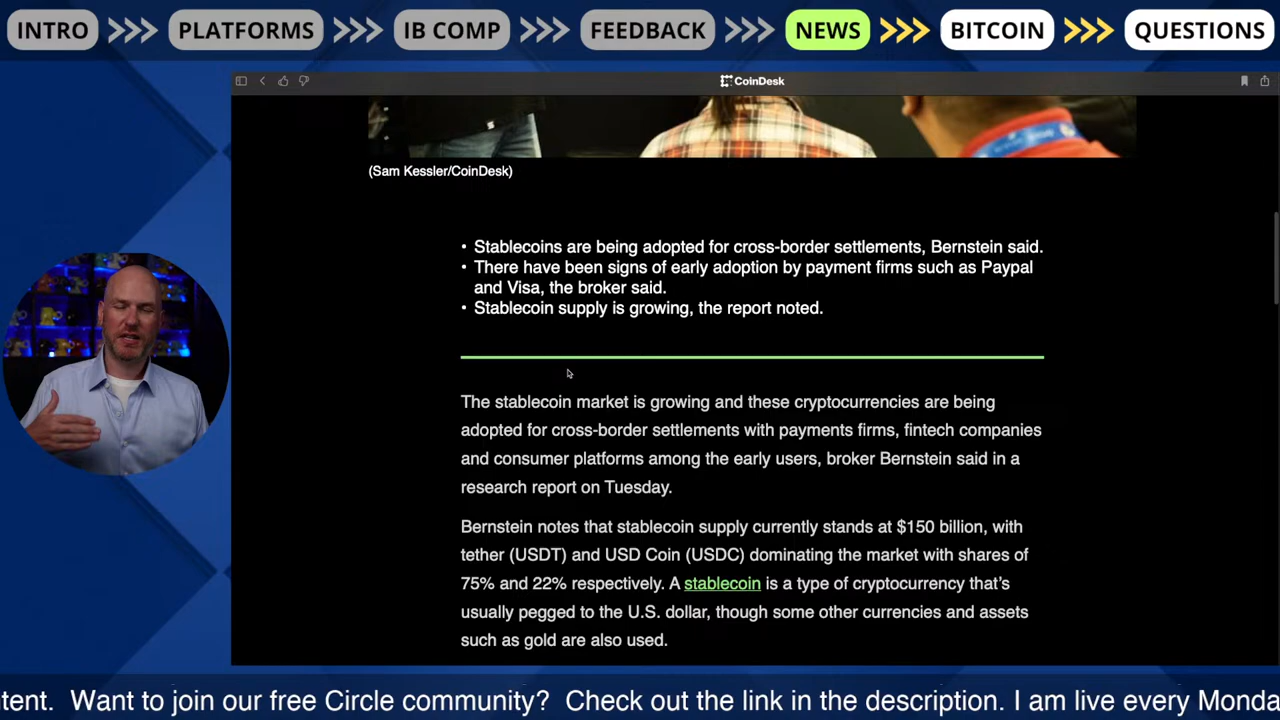 INTRO
PLATFORMS
IB COMP
FEEDBACK
NEWS
BITCOIN
QUESTIONS
CoinDesk
(Sam Kessler/CoinDesk)
• Stablecoins are being adopted for cross-border settlements, Bernstein said.
• There have been signs of early adoption by payment firms such as Paypal
and Visa, the broker said.
• Stablecoin supply is growing, the report noted.
The stablecoin market is growing and these cryptocurrencies are being
adopted for cross-border settlements with payments firms, fintech companies
and consumer platforms among the early users, broker Bernstein said in a
research report on Tuesday.
Bernstein notes that stablecoin supply currently stands at $150 billion, with
tether (USDT) and USD Coin (USDC) dominating the market with shares of
75% and 22% respectively. A stablecoin is a type of cryptocurrency that's
usually pegged to the U.S. dollar, though some other currencies and assets
such as gold are also used.
tent. Want to join our free Circle community? Check out the link in the description. I am live every Monda